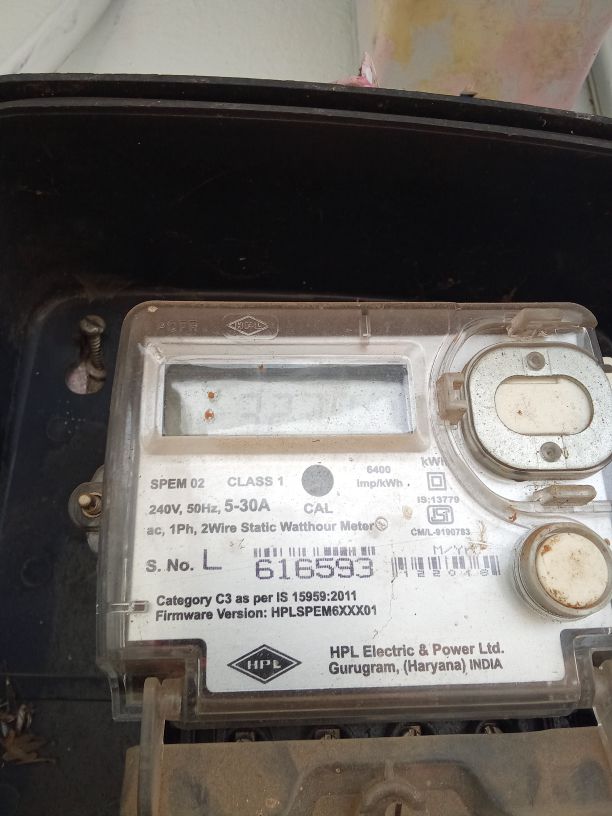 SPEM 02 CLASS 1 6400 imp/kWh kWh
240V, 50Hz, 5-30A CAL IS:13779
ac, 1Ph, 2Wire Static Watthour Meter CM/L-9190783
S. No. L 616593
Category C3 as per IS 15959:2011
Firmware Version: HPLSPEM6XXX01
HPL
HPL Electric & Power Ltd.
Gurugram, (Haryana) INDIA